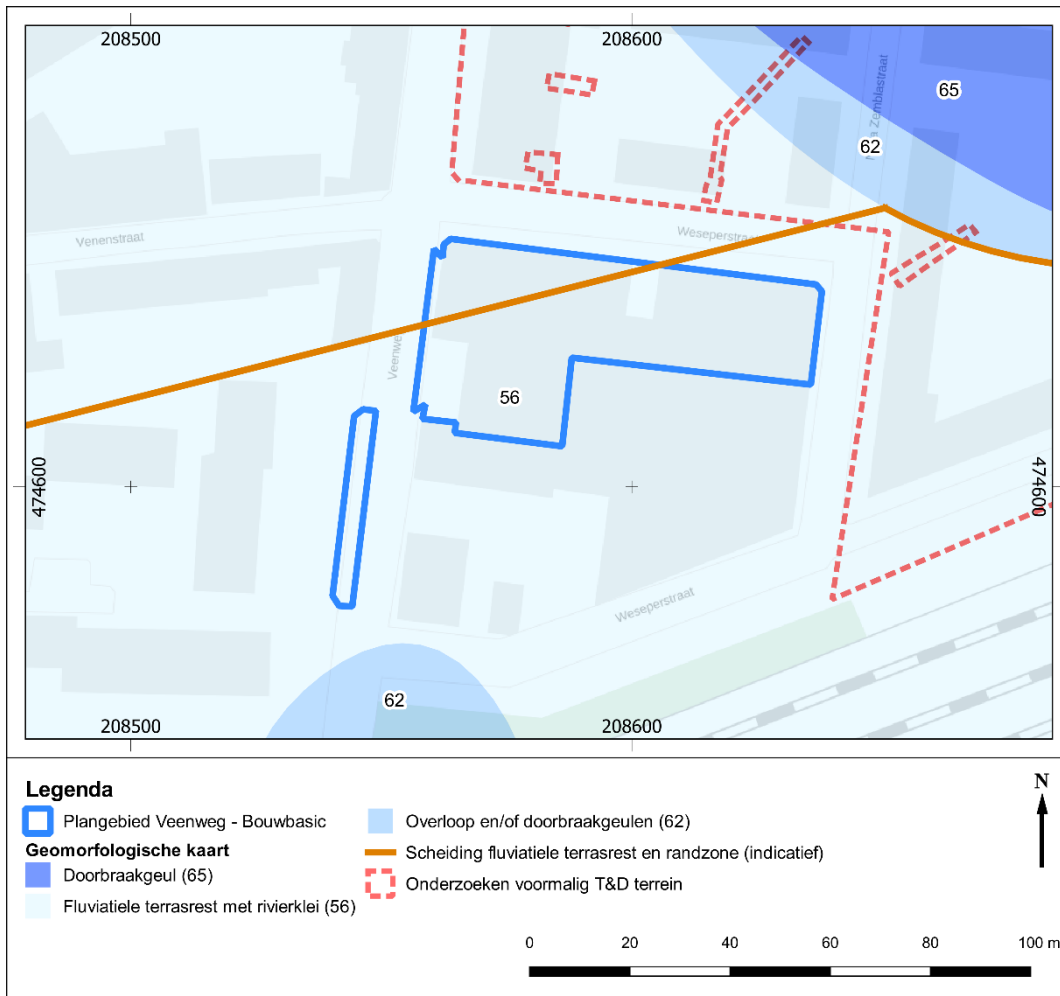 208500
208600
65
Zemblastraat
62
Venenstraat
Weseperstraat
56
474600
474600
Weseperstraat
62
208500
208600
Legenda
Plangebied Veenweg - Bouwbasic
Geomorfologische kaart
Doorbraakgeul (65)
Fluviatiele terrasrest met rivierklei (56)
Overloop en/of doorbraakgeulen (62)
Scheiding fluviatiele terrasrest en randzone (indicatief)
Onderzoeken voormalig T&D terrein
N
0 20 40 60 80 100 m